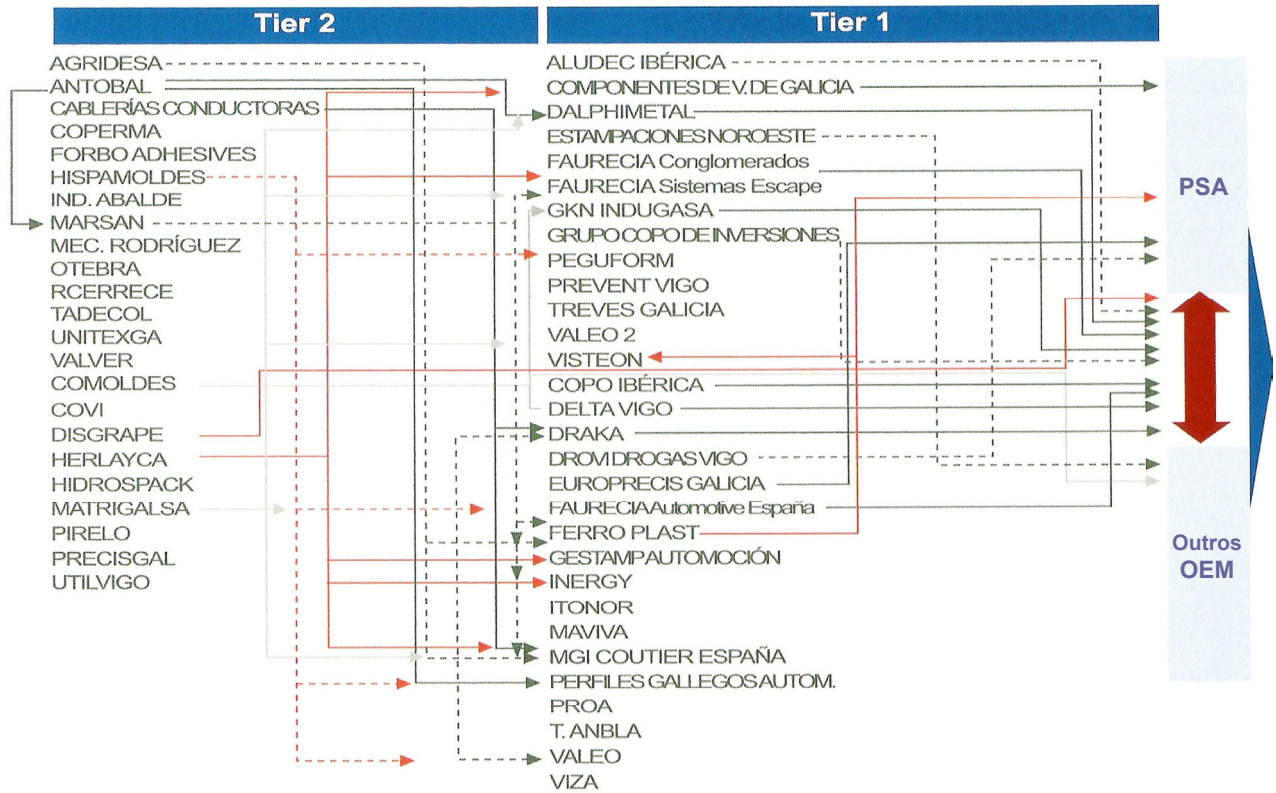 Tier 2
AGRIDESA
ANTOBAL
CABLERÍAS CONDUCTORAS
COPERMA
FORBO ADHESIVES
HISPAMOLDES
IND. ABALDE
MARSAN
MEC. RODRÍGUEZ
OTEBRA
RCERRECE
TADECOL
UNITEXGA
VALVER
COMOLDES
COVI
DISGRAPE
HERLAYCA
HIDROSPACK
MATRIGALSA
PIRELO
PRECISGAL
UTILVIGO
Tier 1
ALUDEC IBÉRICA
COMPONENTES DE V. DE GALICIA
DALPHIMETAL
ESTAMPACIONES NOROESTE
FAURECIA Conglomerados
FAURECIA Sistemas Escape
GKN INDUGASA
GRUPO COPO DE INVERSIONES
PEGUFORM
PREVENT VIGO
TREVES GALICIA
VALEO 2
VISTEON
COPO IBÉRICA
DELTA VIGO
DRAKA
DROVI DROGAS VIGO
EUROPRECIS GALICIA
FAURECIA Automotive España
FERRO PLAST
GESTAMP AUTOMOCIÓN
INERGY
ITONOR
MAVIVA
MGI COUTIER ESPAÑA
PERFILES GALLEGOS AUTOM.
PROA
T. ANBLA
VALEO
VIZA
PSA
Outros
OEM